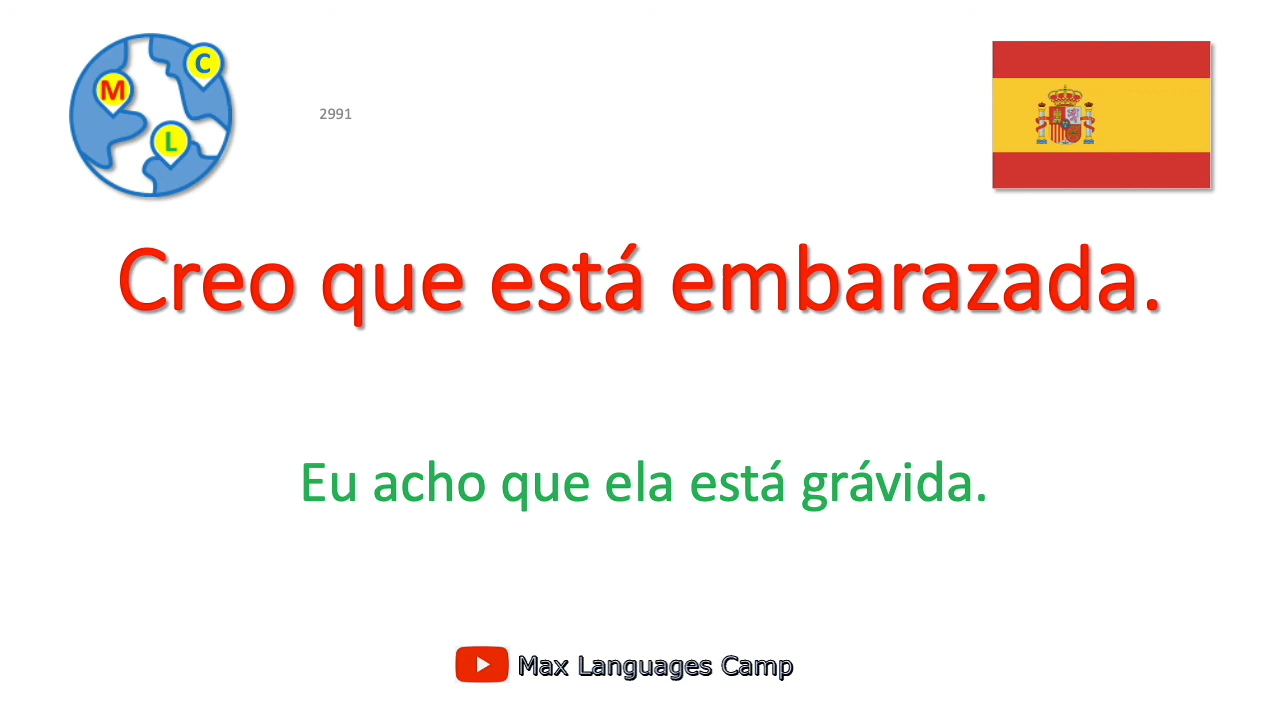 C
M
L
2991
Creo que está embarazada.
Eu acho que ela está grávida.
Max Languages Camp